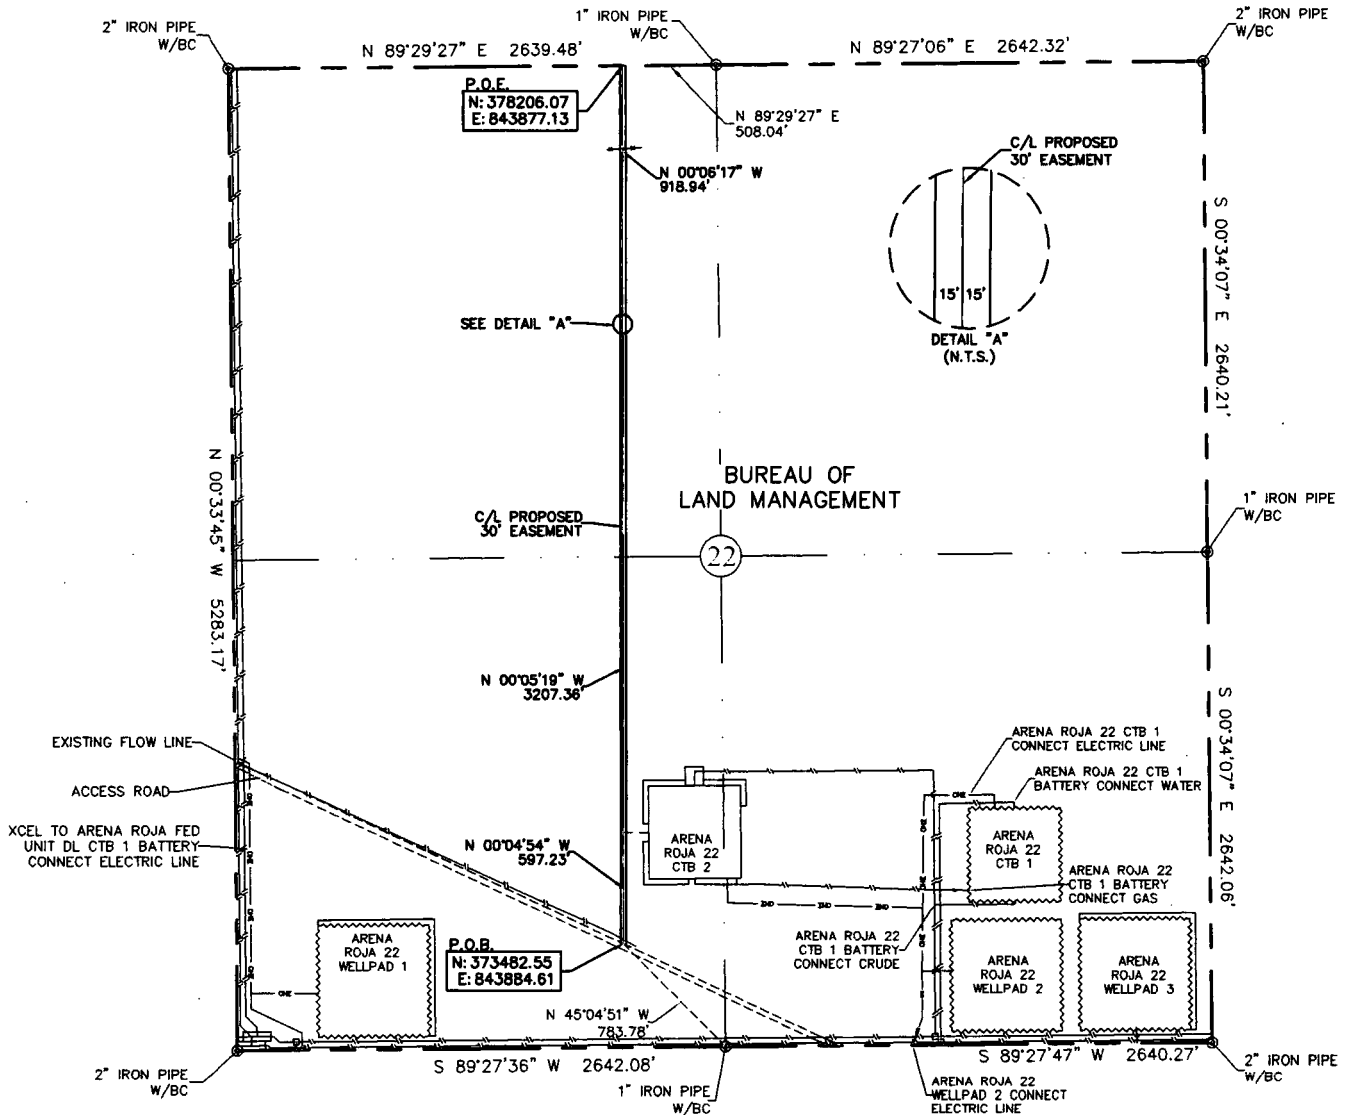 2" IRON PIPE
W/BC
N 89°29'27" E 2639.48'
1" IRON PIPE
W/BC
N 89°27'06" E 2642.32'
2" IRON PIPE
W/BC
P.O.E.
N: 378206.07
E: 843877.13
N 89°29'27" E
508.04'
C/L PROPOSED
30' EASEMENT
N 00°06'17" W
918.94'
S 00°34'07" E 2640.21'
15' 15'
SEE DETAIL "A"
DETAIL "A"
(N.T.S.)
N 00°33'45" W 5283.17'
BUREAU OF
LAND MANAGEMENT
C/L PROPOSED
30' EASEMENT
1" IRON PIPE
W/BC
22
N 00°05'19" W
3207.36'
S 00°34'07" E 2642.06'
EXISTING FLOW LINE
ACCESS ROAD
XCEL TO ARENA ROJA FED
UNIT DL CTB 1 BATTERY
CONNECT ELECTRIC LINE
ARENA ROJA 22 CTB 1
CONNECT ELECTRIC LINE
ARENA ROJA 22 CTB 1
BATTERY CONNECT WATER
ARENA
ROJA 22
CTB 2
ARENA
ROJA 22
CTB 1
N 00°04'54" W
597.23'
ARENA ROJA 22
CTB 1 BATTERY
CONNECT GAS
ARENA
ROJA 22
WELLPAD 1
P.O.B.
N: 373482.55
E: 843884.61
ARENA ROJA 22
CTB 1 BATTERY
CONNECT CRUDE
ARENA
ROJA 22
WELLPAD 2
ARENA
ROJA 22
WELLPAD 3
N 45°04'51" W
783.78'
S 89°27'36" W 2642.08'
S 89°27'47" W 2640.27'
2" IRON PIPE
W/BC
1" IRON PIPE
W/BC
ARENA ROJA 22
WELLPAD 2 CONNECT
ELECTRIC LINE
2" IRON PIPE
W/BC